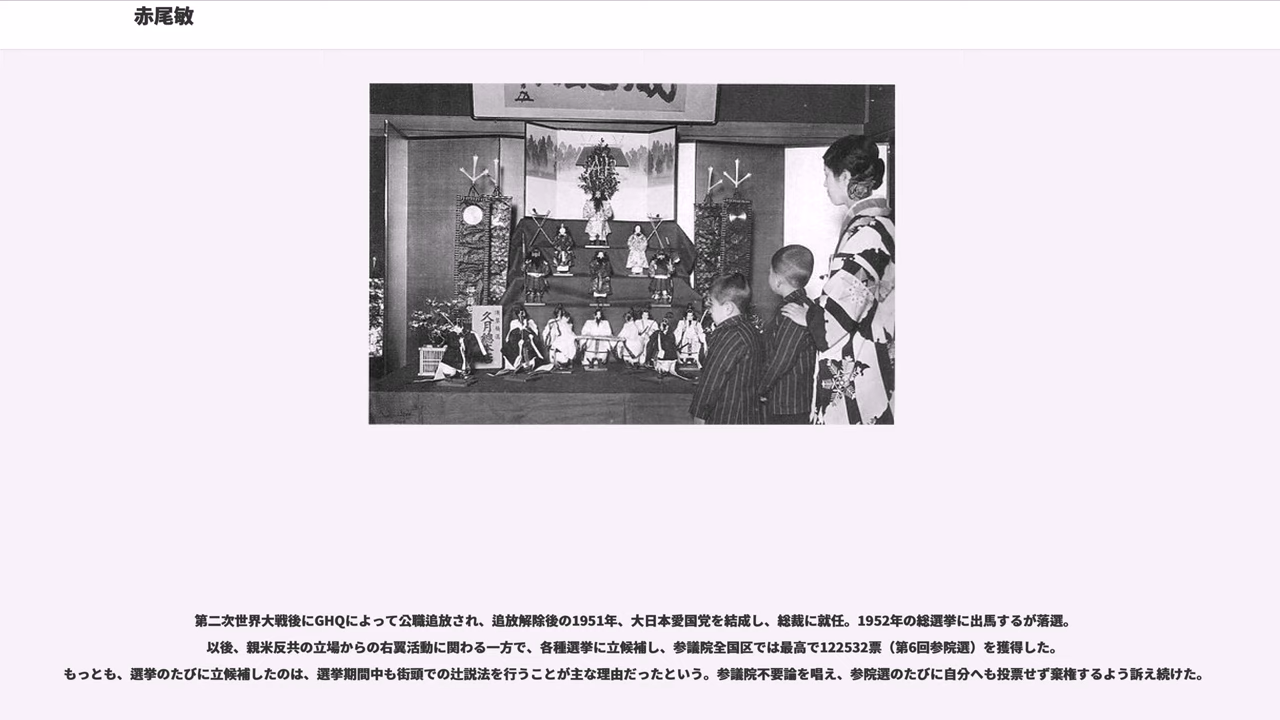 赤尾敏
久月
第二次世界大戦後にGHQによって公職追放され、追放解除後の1951年、大日本愛国党を結成し、総裁に就任。1952年の総選挙に出馬するが落選。
以後、親米反共の立場からの右翼活動に関わる一方で、各種選挙に立候補し、参議院全国区では最高で122532票（第6回参院選）を獲得した。
もっとも、選挙のたびに立候補したのは、選挙期間中も街頭での辻説法を行うことが主な理由だったという。参議院不要論を唱え、参院選のたびに自分へも投票せず棄権するよう訴え続けた。